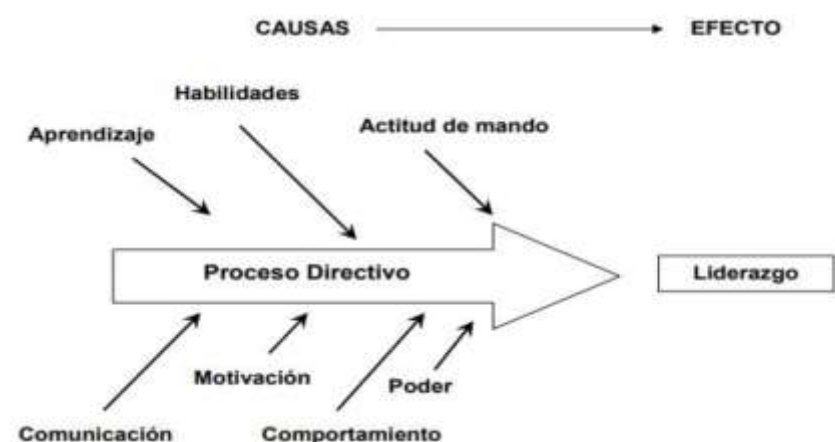 CAUSAS
EFECTO
Habilidades
Aprendizaje
Actitud de mando
Proceso Directivo
Liderazgo
Motivación
Poder
Comunicación
Comportamiento